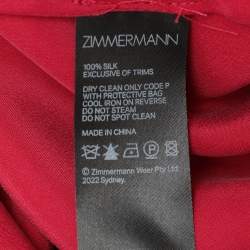 ZIMMERMANN
100% SILK
EXCLUSIVE OF TRIMS
DRY CLEAN ONLY CODE P
WITH PROTECTIVE BAG
COOL IRON ON REVERSE
DO NOT STEAM
DO NOT SPOT CLEAN
MADE IN CHINA
© Zimmermann Wear Pty Ltd
2022 Sydney.